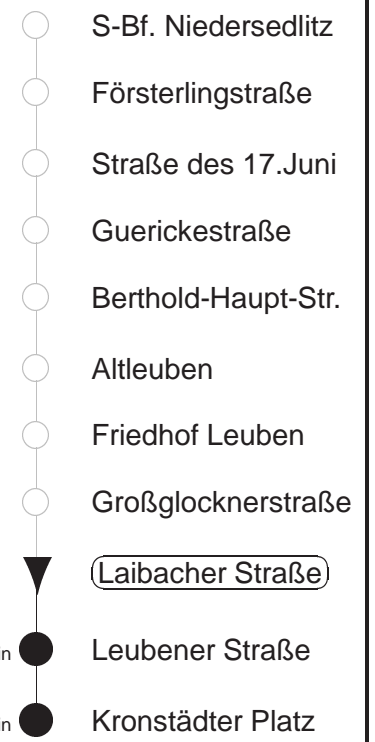 S-Bf. Niedersedlitz
Försterlingstraße
Straße des 17.Juni
Guerickestraße
Berthold-Haupt-Str.
Altleuben
Friedhof Leuben
Großglocknerstraße
Laibacher Straße
Leubener Straße
Kronstädter Platz